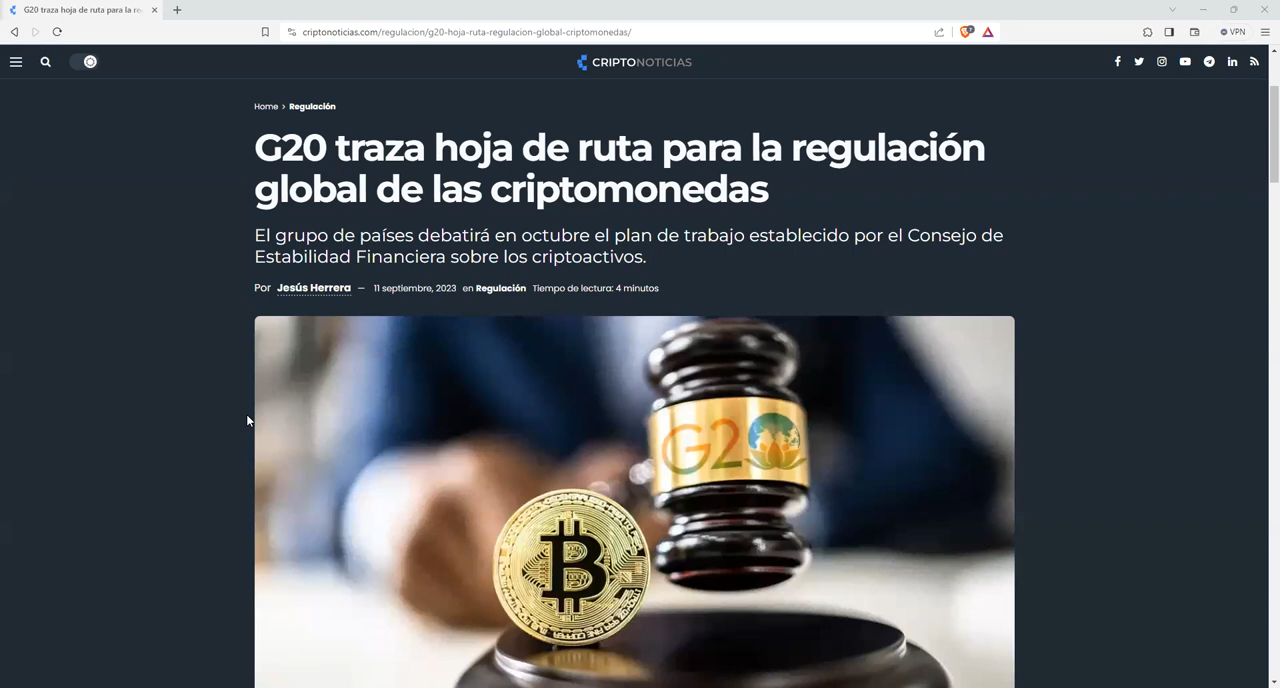 G20 traza hoja de ruta para la re
criptonoticias.com/regulacion/g20-hoja-ruta-regulacion-global-criptomonedas/
VPN
CRIPTONOTICIAS
Home > Regulación
G20 traza hoja de ruta para la regulación
global de las criptomonedas
El grupo de países debatirá en octubre el plan de trabajo establecido por el Consejo de
Estabilidad Financiera sobre los criptoactivos.
Por Jesús Herrera — 11 septiembre, 2023 en Regulación Tiempo de lectura: 4 minutos
G20
B